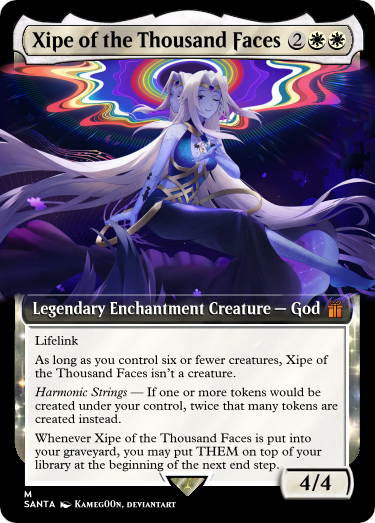 Xipe of the Thousand Faces 2
Legendary Enchantment Creature — God
Lifelink
As long as you control six or fewer creatures, Xipe of
the Thousand Faces isn't a creature.
Harmonic Strings — If one or more tokens would be
created under your control, twice that many tokens are
created instead.
Whenever Xipe of the Thousand Faces is put into
your graveyard, you may put THEM on top of your
library at the beginning of the next end step.
4/4
M
SANTA KAMEG0ON, DEVIANTART